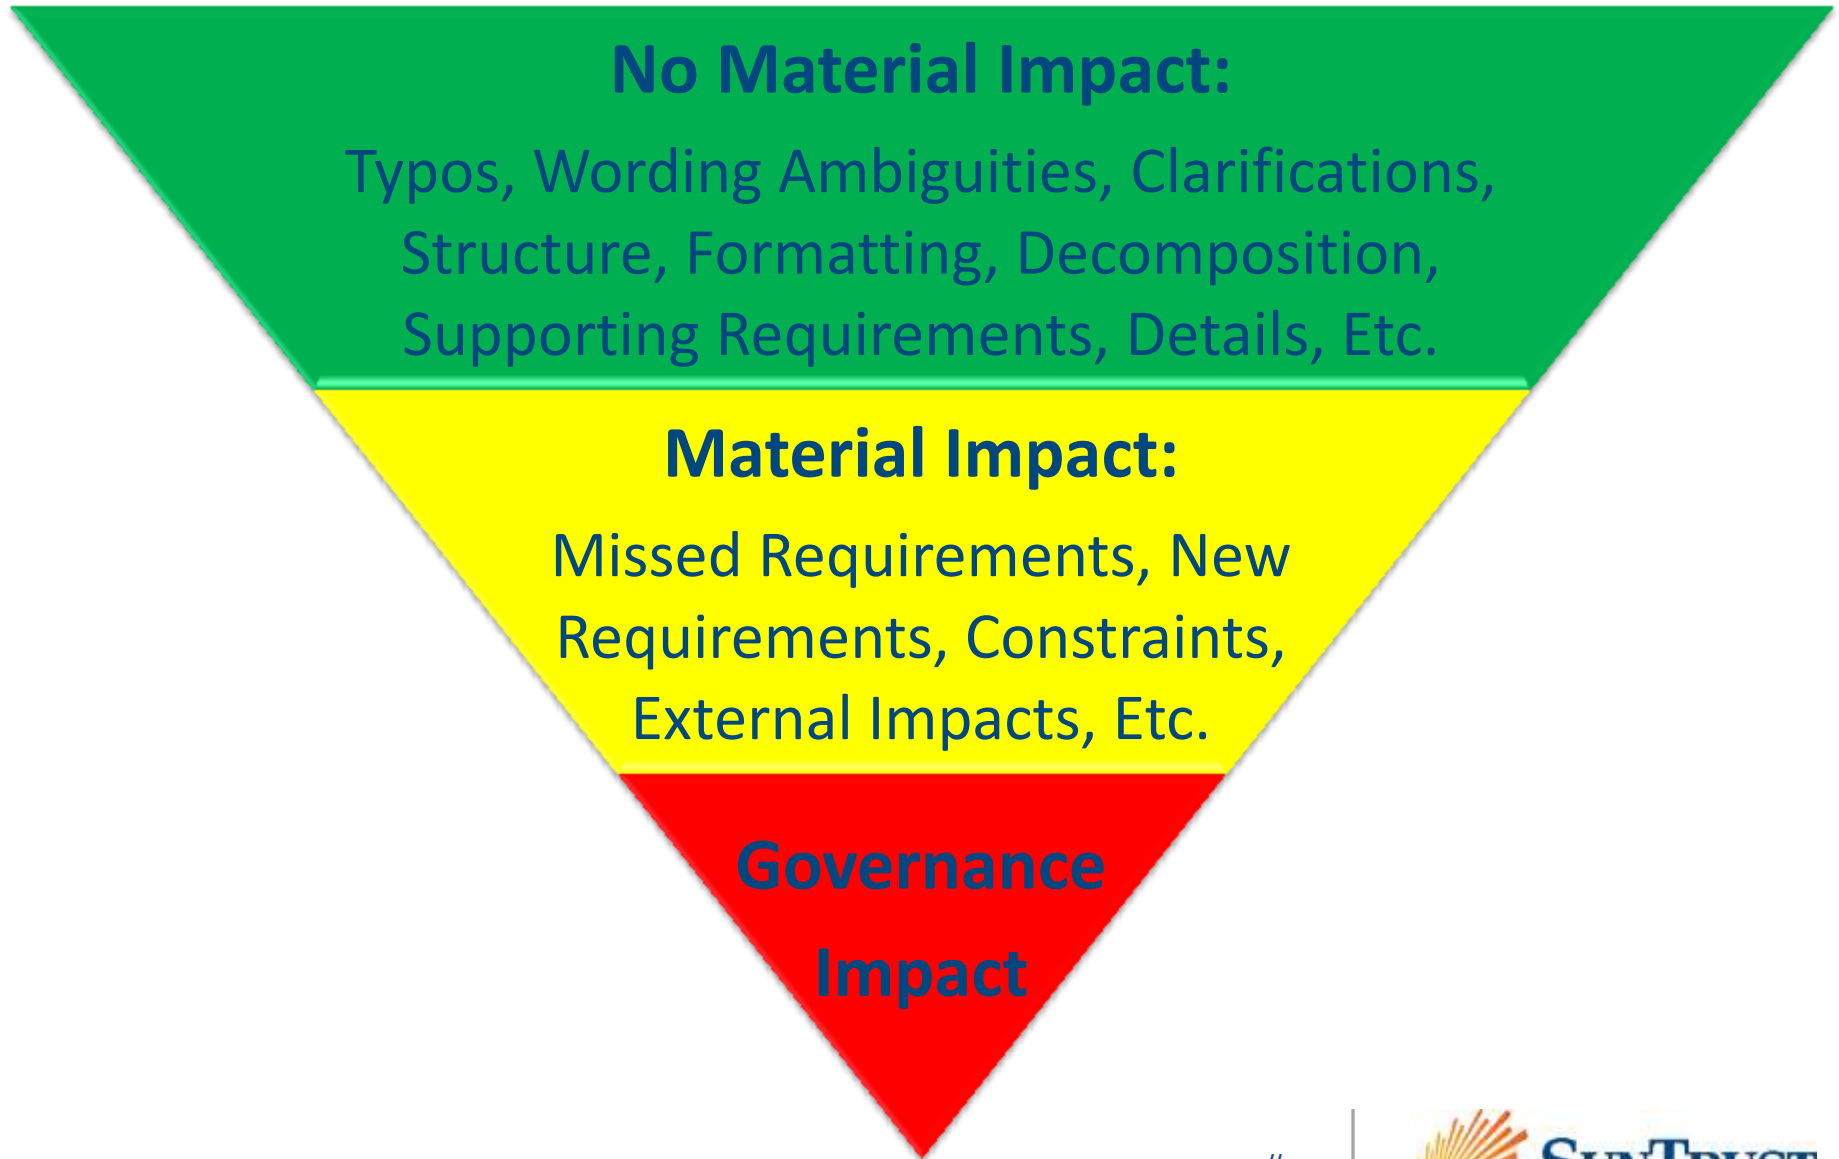 No Material Impact:
Typos, Wording Ambiguities, Clarifications,
Structure, Formatting, Decomposition,
Supporting Requirements, Details, Etc.
Material Impact:
Missed Requirements, New
Requirements, Constraints,
External Impacts, Etc.
Governance
Impact
SUNTRUST